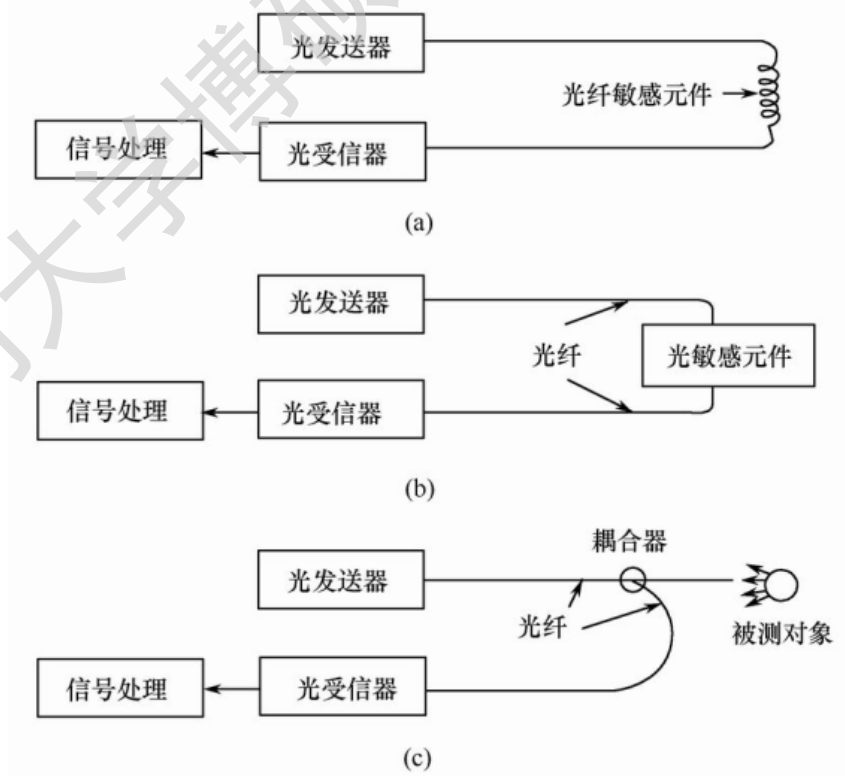 光发送器
光纤敏感元件
信号处理
光受信器
(a)
光发送器
光纤
光敏感元件
信号处理
光受信器
(b)
耦合器
光发送器
光纤
被测对象
信号处理
光受信器
(c)
大学博